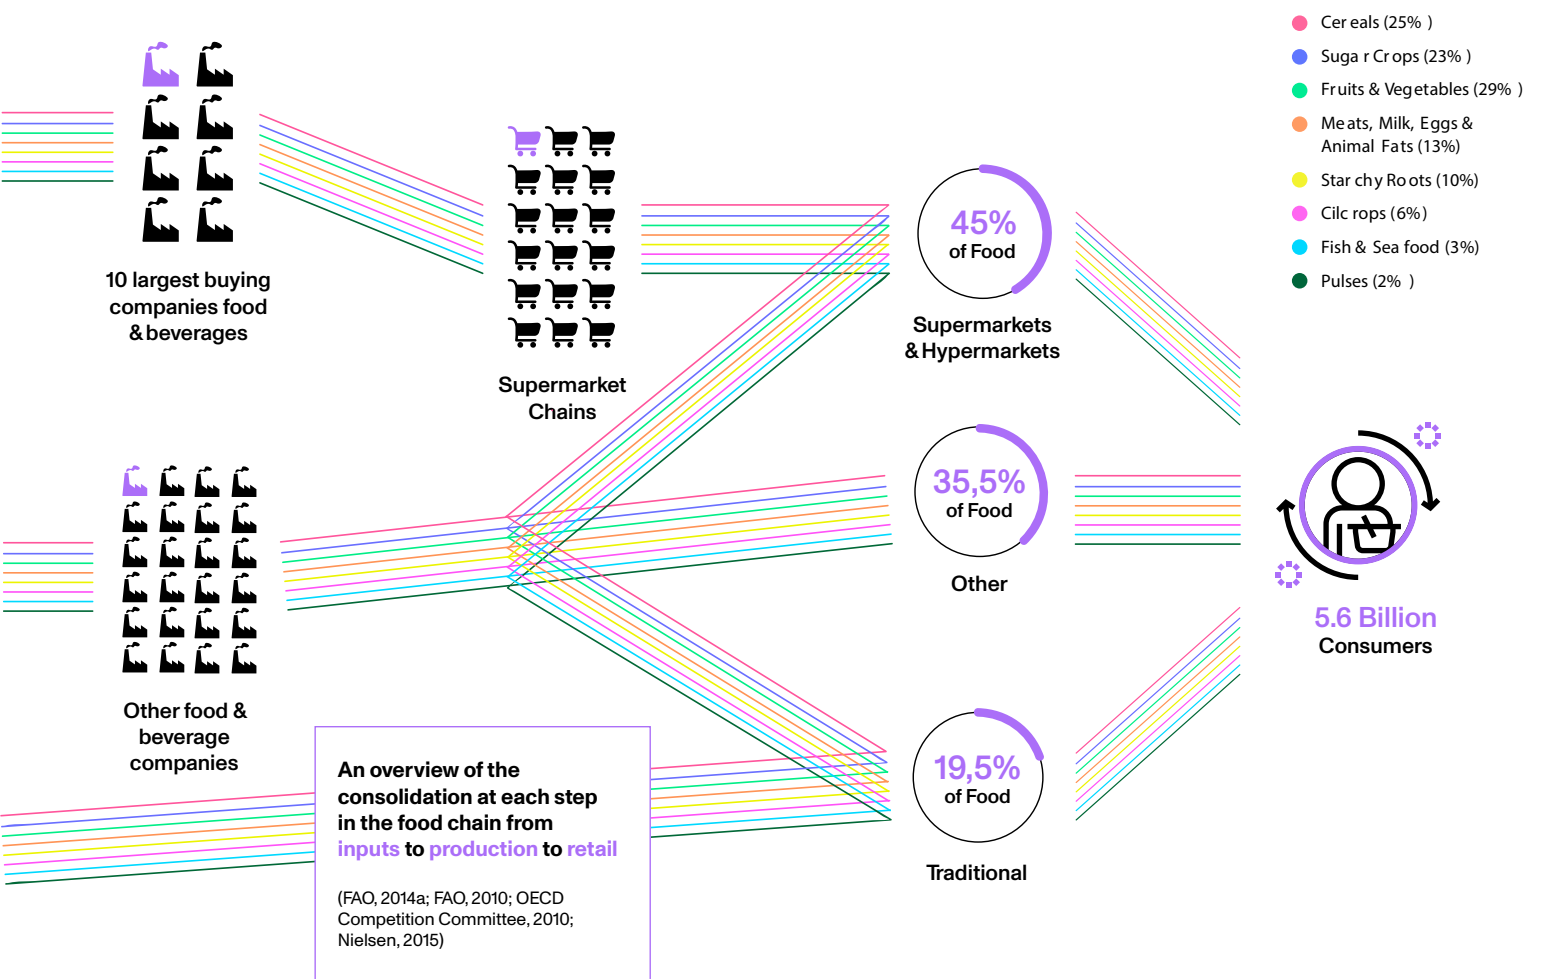 10 largest buying
companies food
& beverages
Supermarket
Chains
Other food &
beverage
companies
An overview of the
consolidation at each step
in the food chain from
inputs to production to retail
(FAO, 2014a; FAO, 2010; OECD
Competition Committee, 2010;
Nielsen, 2015)
45%
of Food
Supermarkets
& Hypermarkets
35,5%
of Food
Other
19,5%
of Food
Traditional
Cer eals (25% )
Suga r Cr ops (23% )
Fruits & Vegetables (29% )
Meats, Milk, Eggs &
Animal Fats (13%)
Star chy Ro ots (10%)
Cilc rops (6%)
Fish & Sea food (3%)
Pulses (2% )
5.6 Billion
Consumers